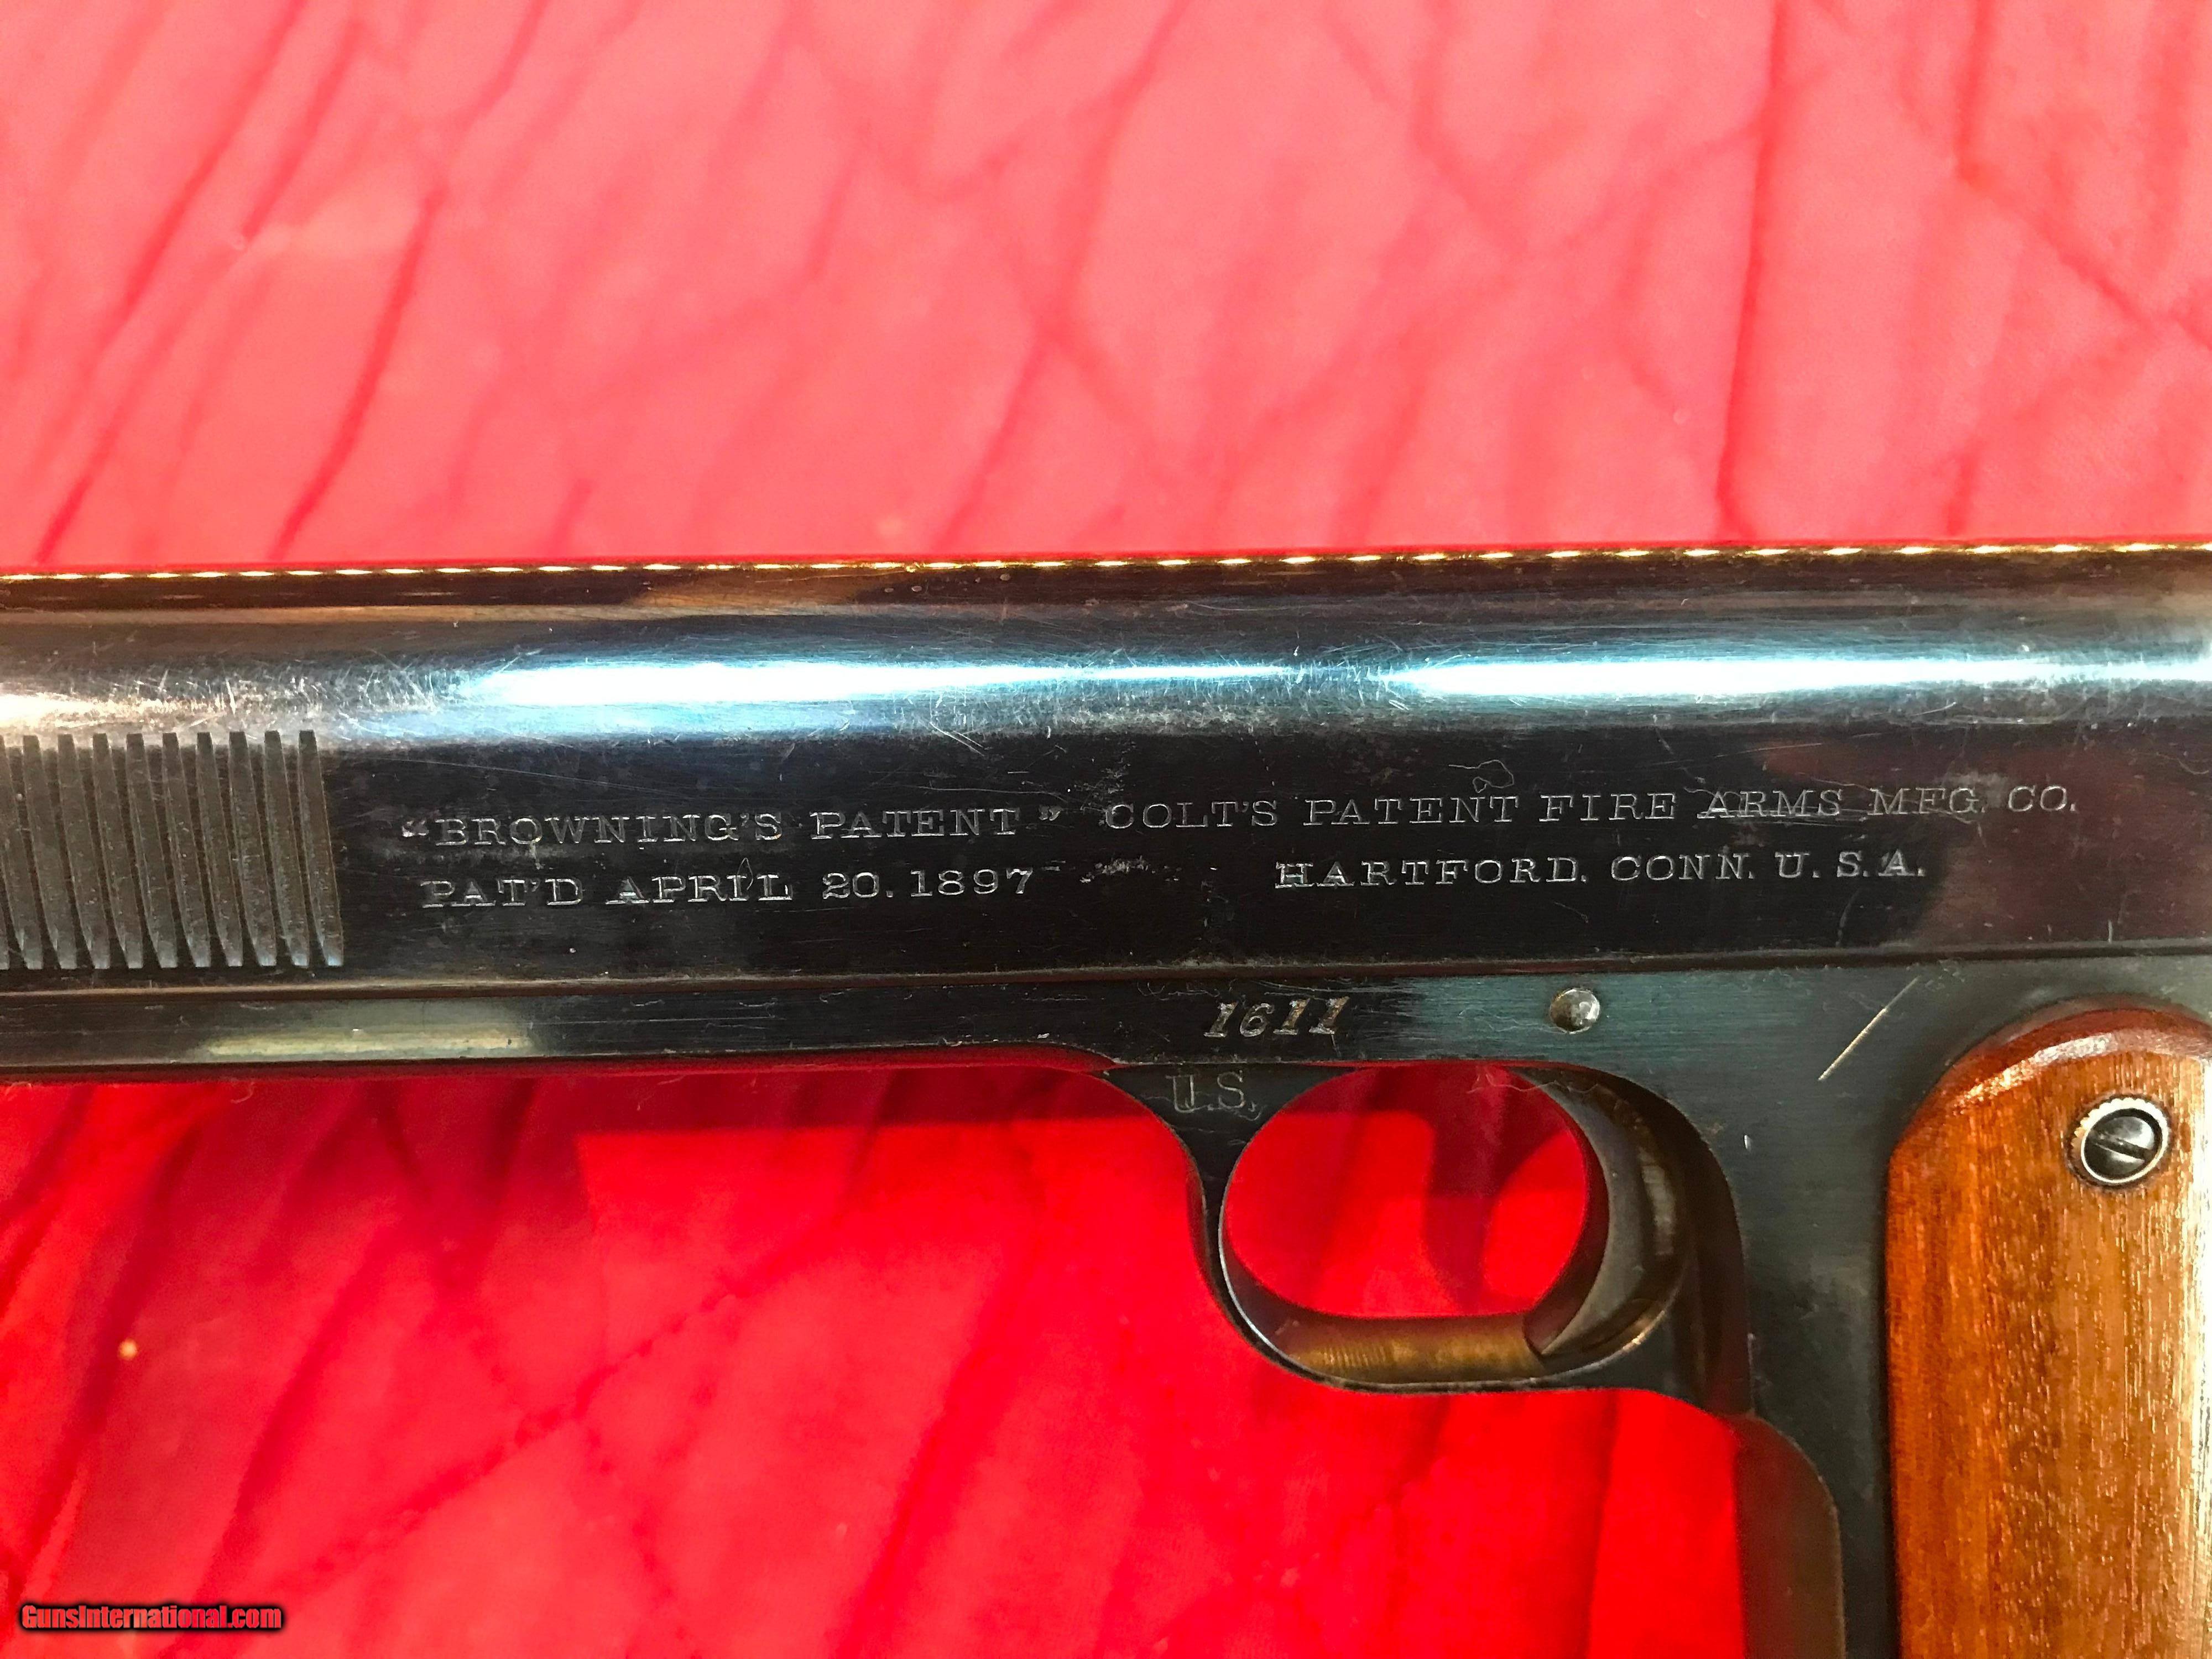 "BROWNING'S PATENT" COLT'S PATENT FIRE ARMS MFG. CO.
PAT'D APRIL 20. 1897 HARTFORD. CONN. U.S.A.
1611
U.S.
GunsInternational.com